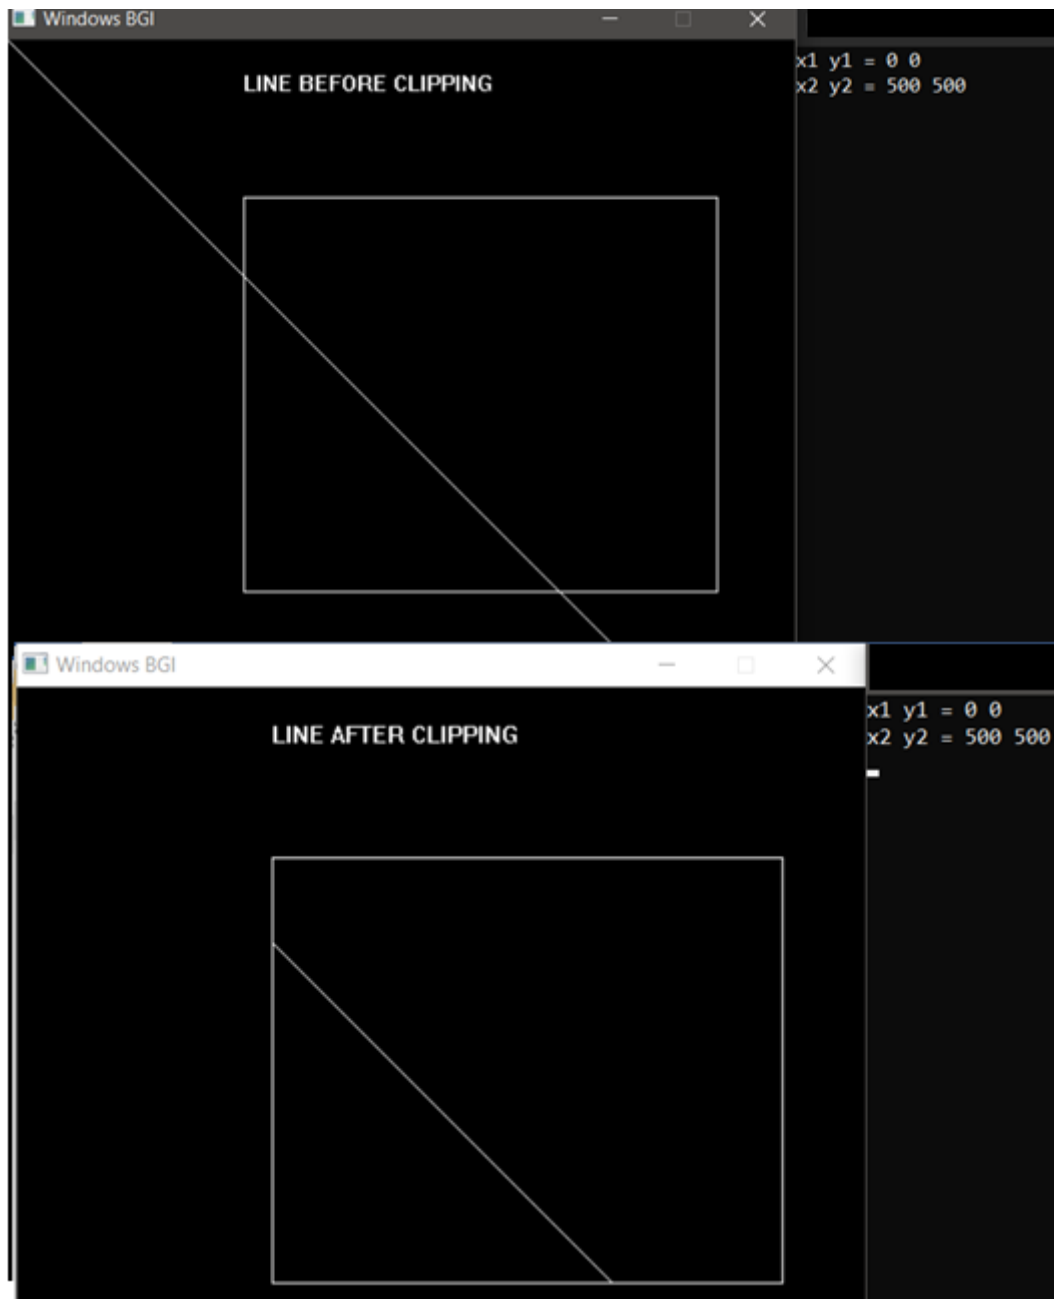 Windows BGI
LINE BEFORE CLIPPING
x1 y1 = 0 0
x2 y2 = 500 500
Windows BGI
LINE AFTER CLIPPING
x1 y1 = 0 0
x2 y2 = 500 500